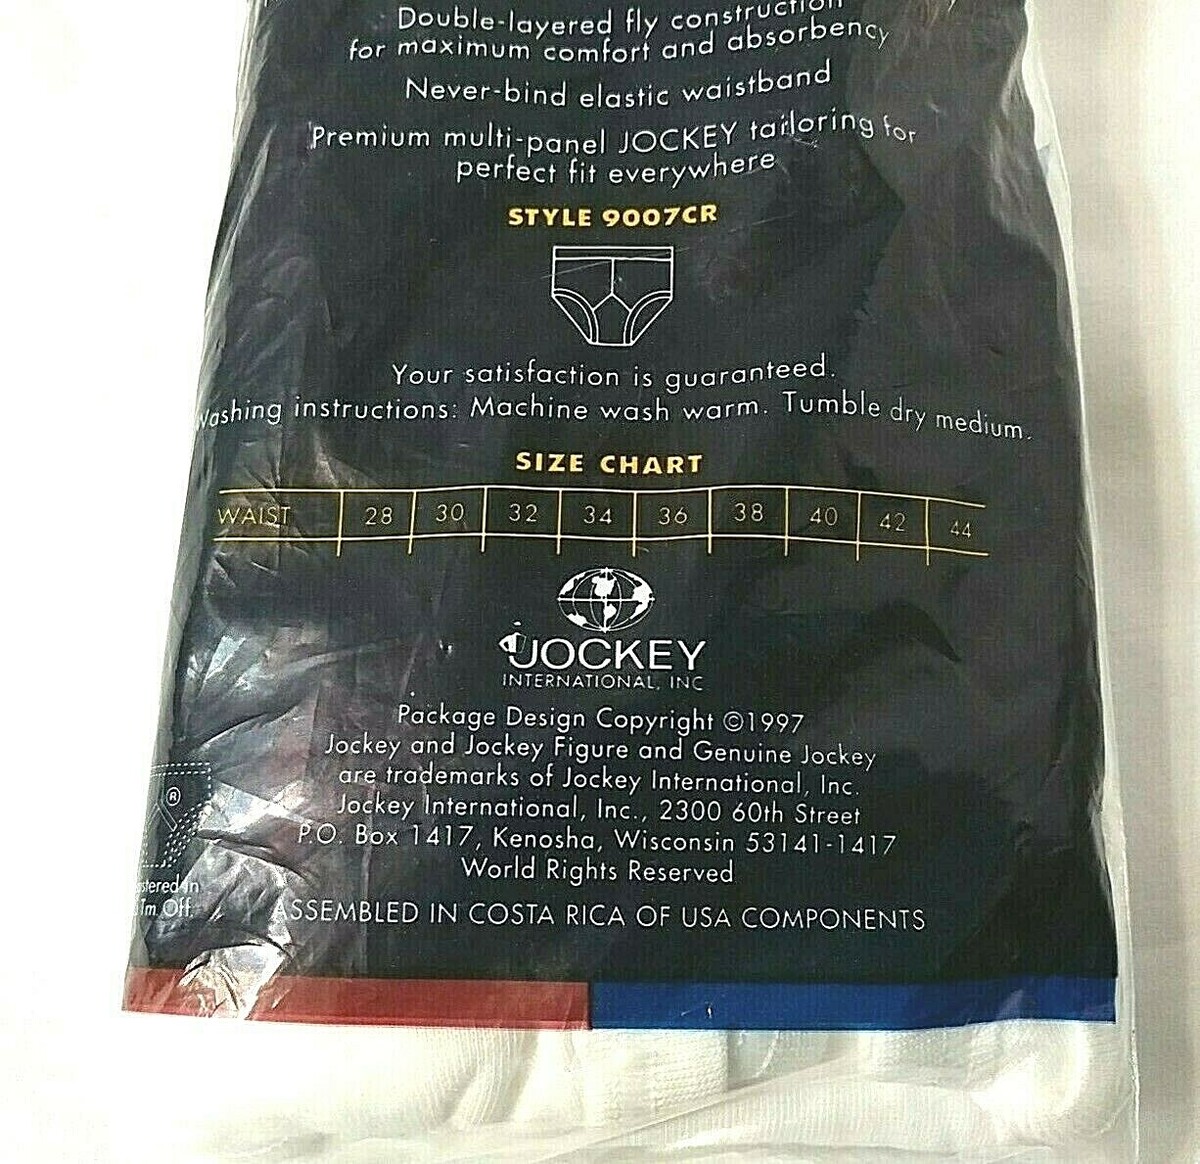 Double-layered fly construction
for maximum comfort and absorbency
Never-bind elastic waistband
Premium multi-panel JOCKEY tailoring for
perfect fit everywhere
STYLE 9007CR
Your satisfaction is guaranteed.
Washing instructions: Machine wash warm. Tumble dry medium.
SIZE CHART
WAIST 28 30 32 34 36 38 40 42 44
JOCKEY
INTERNATIONAL, INC
Package Design Copyright ©1997
Jockey and Jockey Figure and Genuine Jockey
are trademarks of Jockey International, Inc.
Jockey International, Inc., 2300 60th Street
P.O. Box 1417, Kenosha, Wisconsin 53141-1417
World Rights Reserved
®
in
Tm. Off.
ASSEMBLED IN COSTA RICA OF USA COMPONENTS